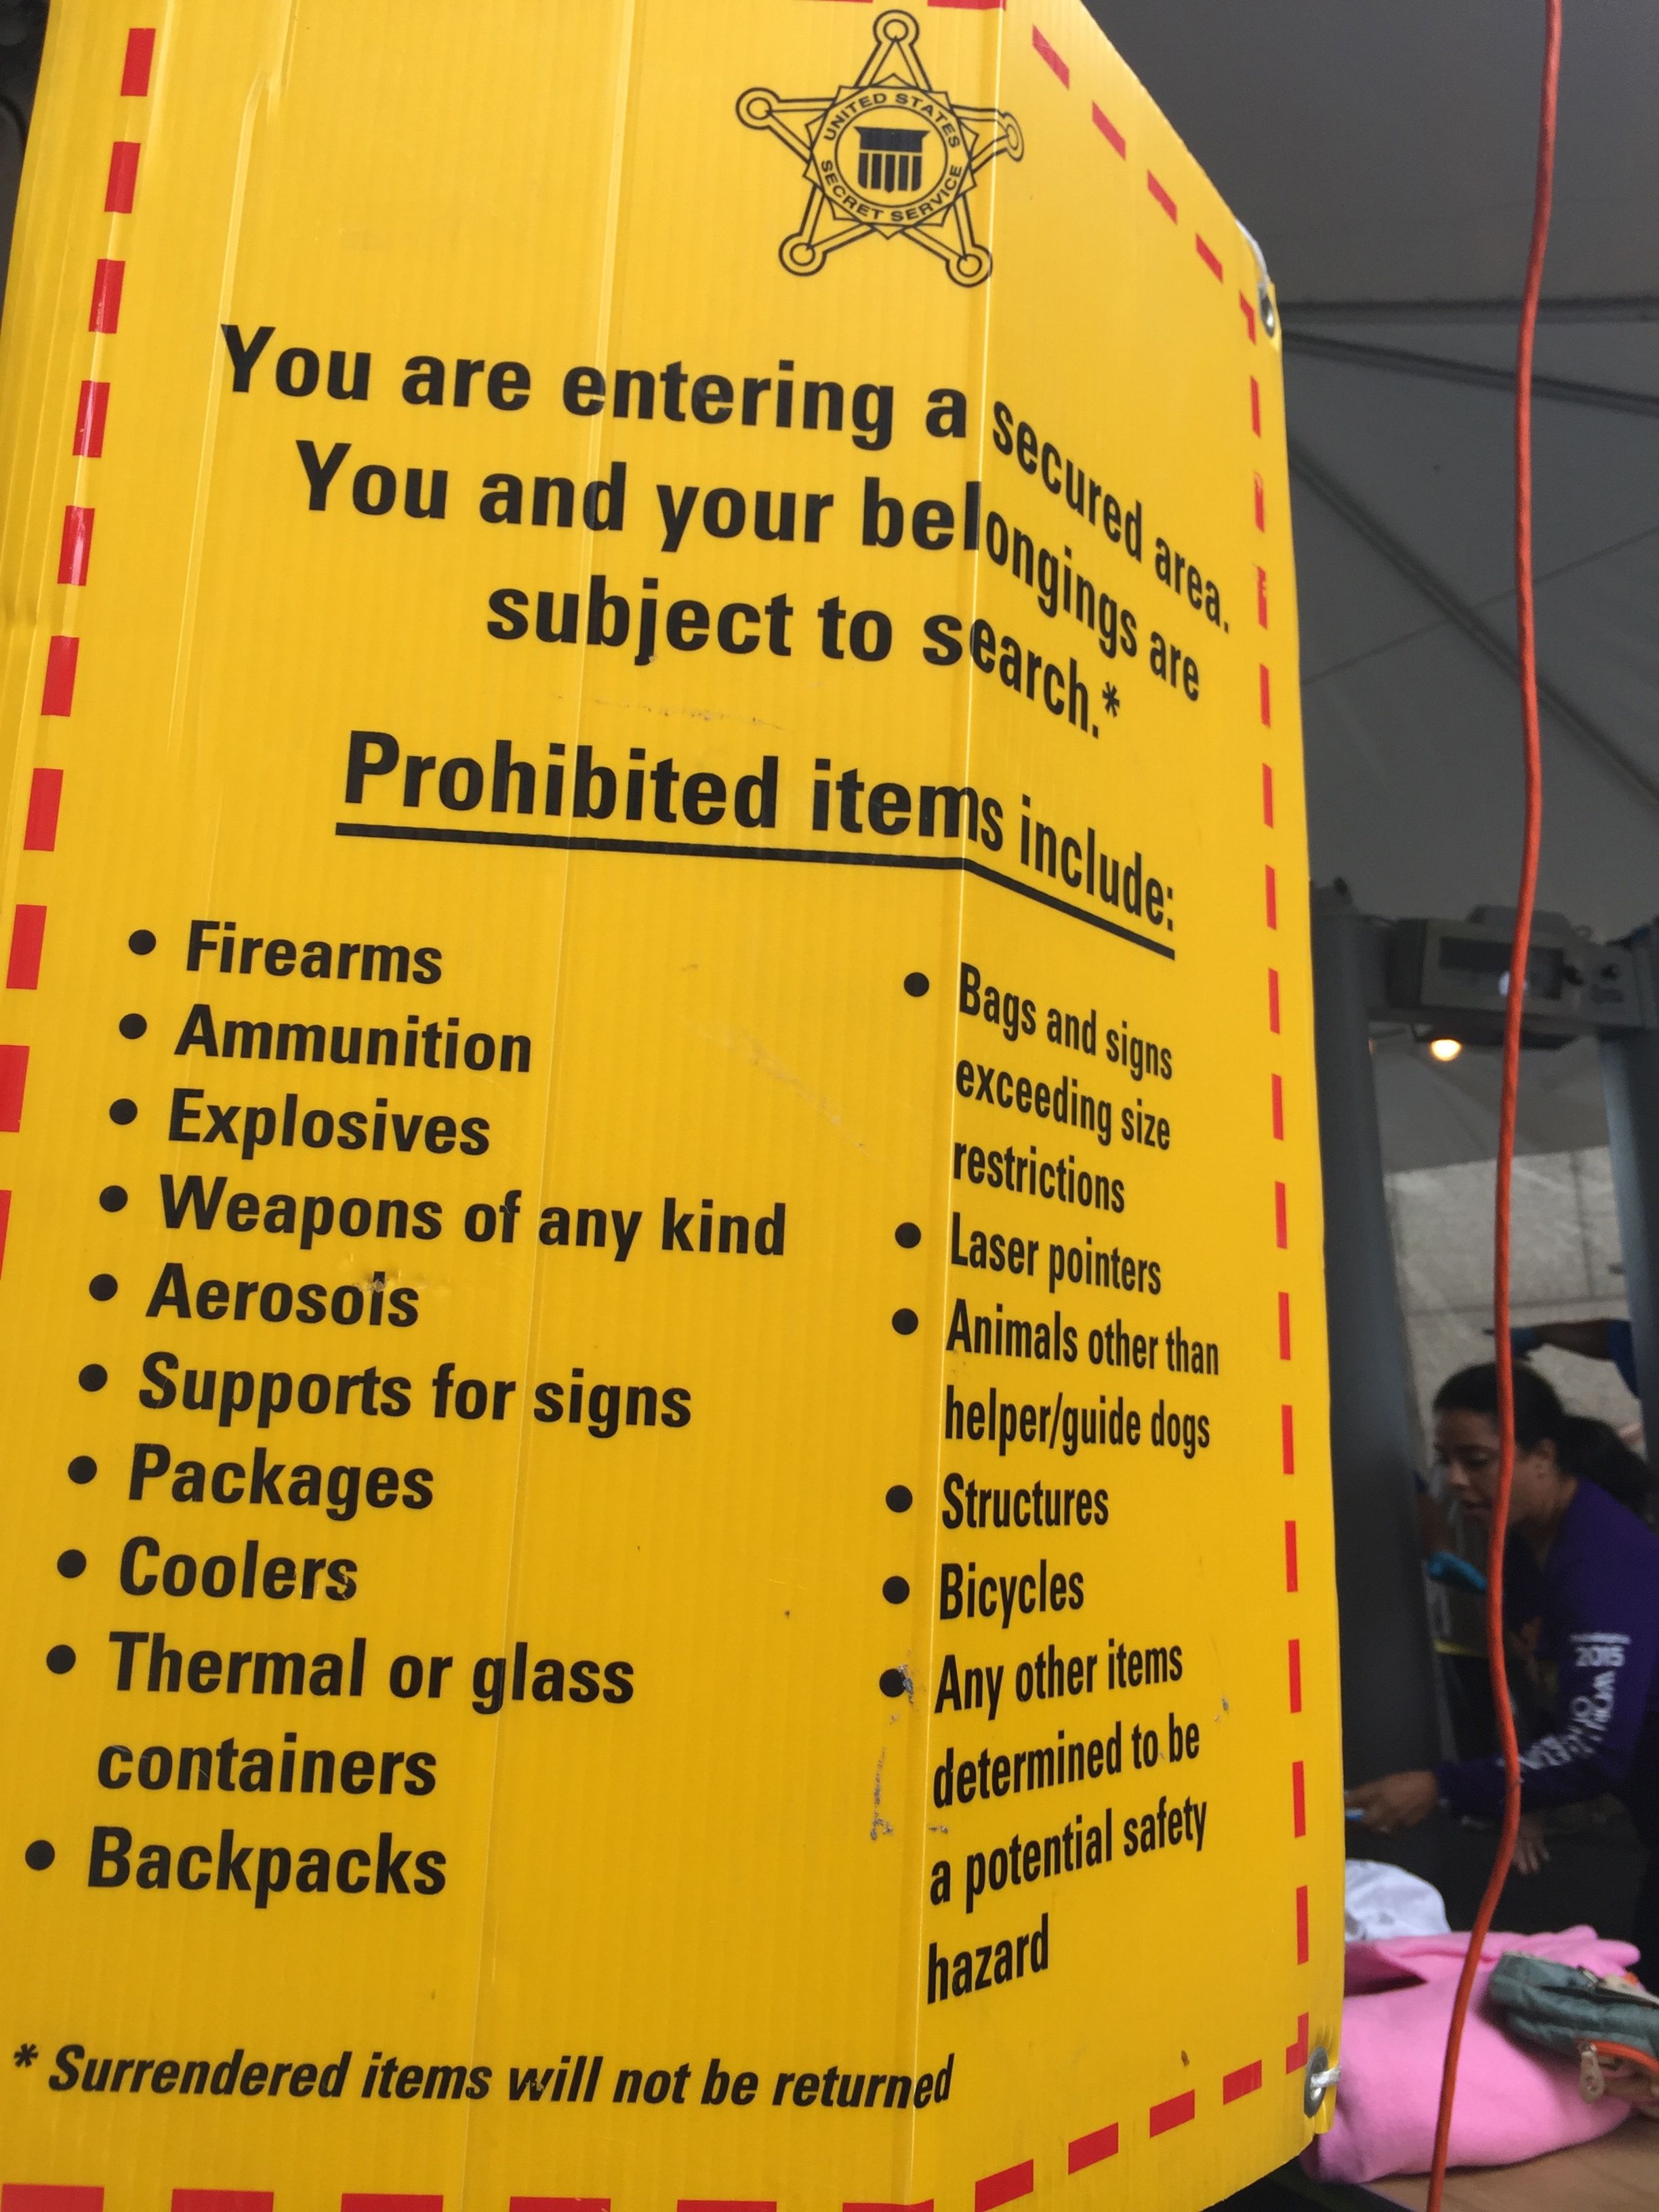 UNITED STATES
SECRET SERVICE
You are entering a secured area.
You and your belongings are
subject to search.*
Prohibited items include:
• Firearms
• Ammunition
• Explosives
• Weapons of any kind
• Aerosols
• Supports for signs
• Packages
• Coolers
• Thermal or glass
containers
• Backpacks
• Bags and signs
exceeding size
restrictions
• Laser pointers
• Animals other than
helper/guide dogs
• Structures
• Bicycles
• Any other items
determined to be
a potential safety
hazard
* Surrendered items will not be returned
2015